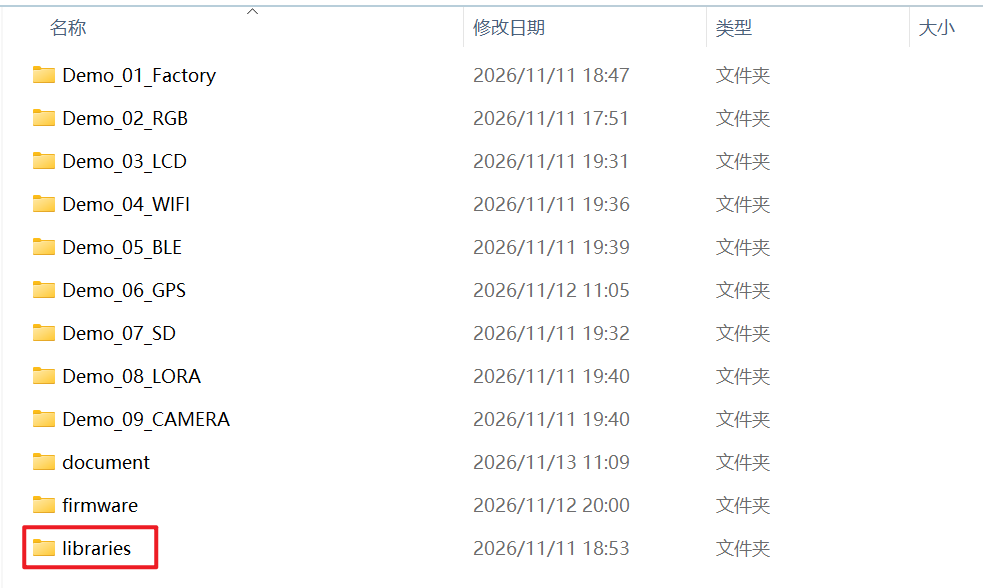 名称 修改日期 类型 大小
Demo_01_Factory 2026/11/11 18:47 文件夹
Demo_02_RGB 2026/11/11 17:51 文件夹
Demo_03_LCD 2026/11/11 19:31 文件夹
Demo_04_WIFI 2026/11/11 19:36 文件夹
Demo_05_BLE 2026/11/11 19:39 文件夹
Demo_06_GPS 2026/11/12 11:05 文件夹
Demo_07_SD 2026/11/11 19:32 文件夹
Demo_08_LORA 2026/11/11 19:40 文件夹
Demo_09_CAMERA 2026/11/11 19:40 文件夹
document 2026/11/13 11:09 文件夹
firmware 2026/11/12 20:00 文件夹
libraries 2026/11/11 18:53 文件夹